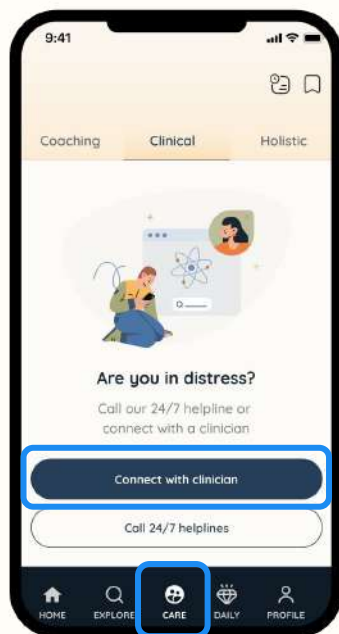 9:41
Coaching Clinical Holistic
Are you in distress?
Call our 24/7 helpline or
connect with a clinician
Connect with clinician
Call 24/7 helplines
HOME EXPLORE CARE DAILY PROFILE